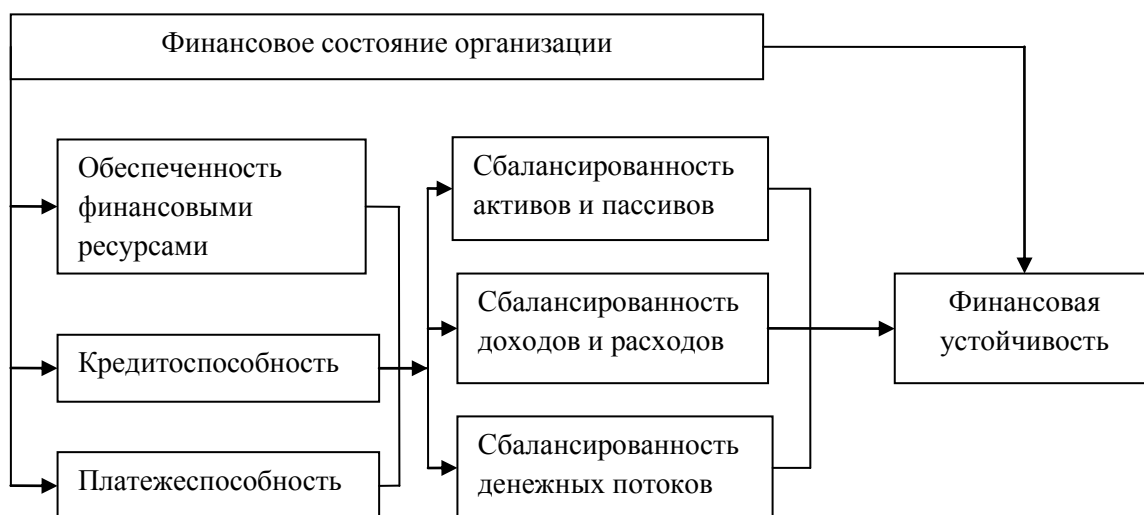 Финансовое состояние организации
Обеспеченность
финансовыми
ресурсами
Кредитоспособность
Платежеспособность
Сбалансированность
активов и пассивов
Сбалансированность
доходов и расходов
Сбалансированность
денежных потоков
Финансовая
устойчивость